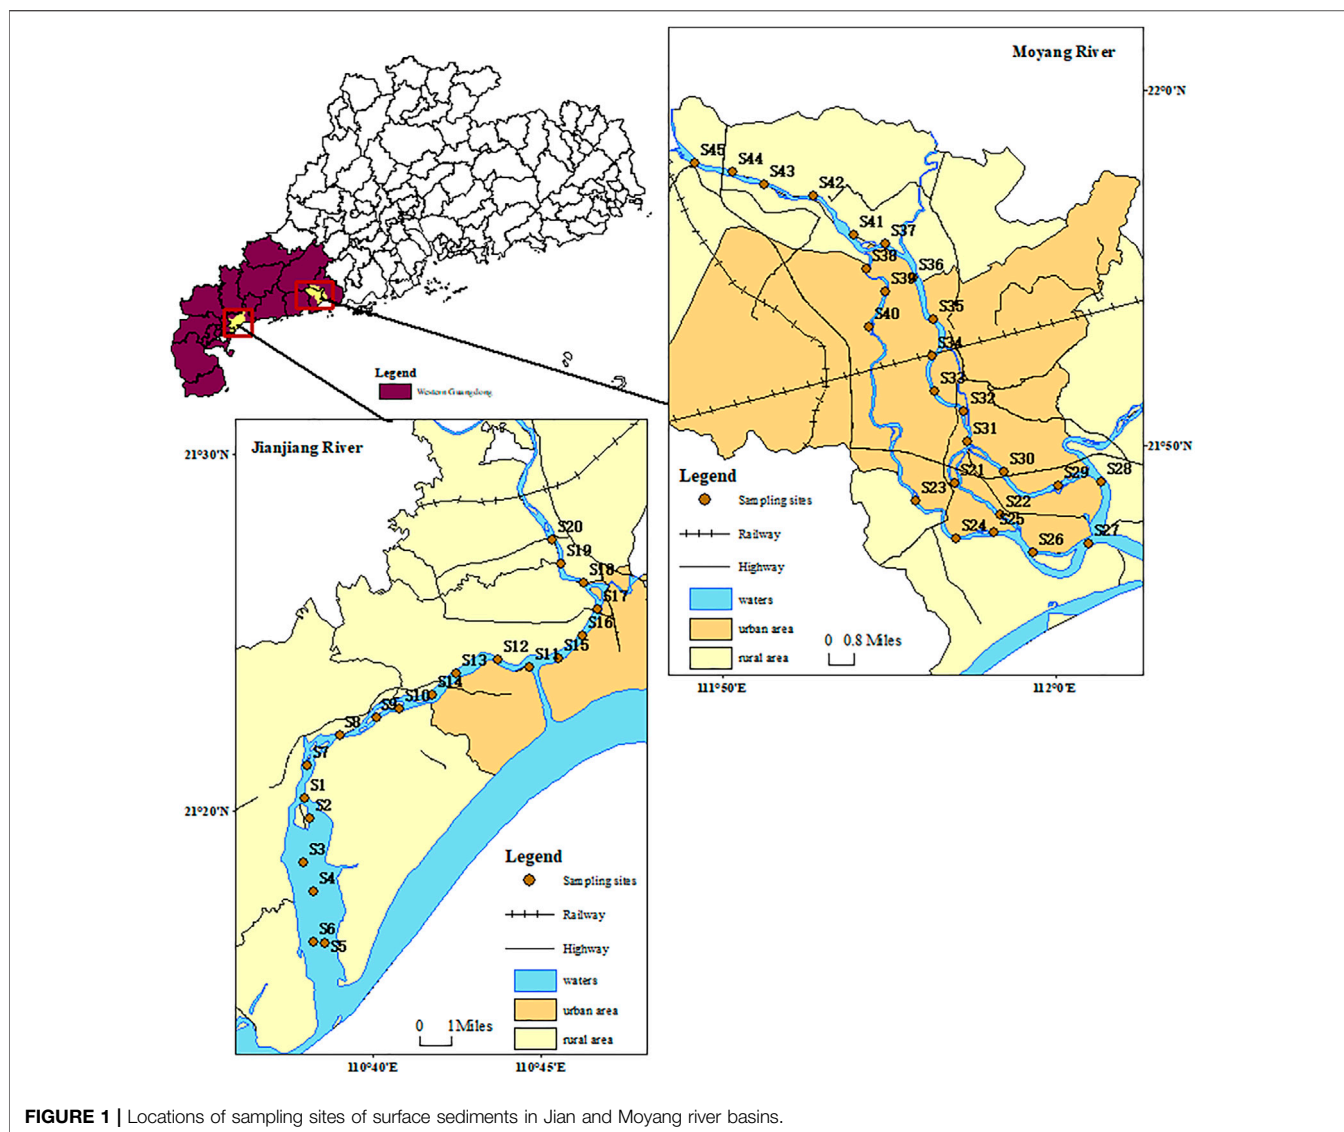 Moyang River
22°0'N
S45
S44
S43
S42
S41
S37
S38
S36
S39
S40
S35
S34
S33
S32
S31
21°50'N
S30
S29
S28
S21
S23
S22
S25
S24
S26
S27
Legend
Sampling sites
Railway
Highway
waters
urban area
rural area
0 0.8 Miles
111°50'E
112°0'E
Legend
Western Guangdong
Jianjiang River
21°30'N
S20
S19
S18
S17
S16
S15
S11
S12
S13
S14
S10
S9
S8
S7
S1
S2
21°20'N
S3
S4
S6
S5
Legend
Sampling sites
Railway
Highway
waters
urban area
rural area
0 1 Miles
110°40'E
110°45'E
FIGURE 1 | Locations of sampling sites of surface sediments in Jian and Moyang river basins.